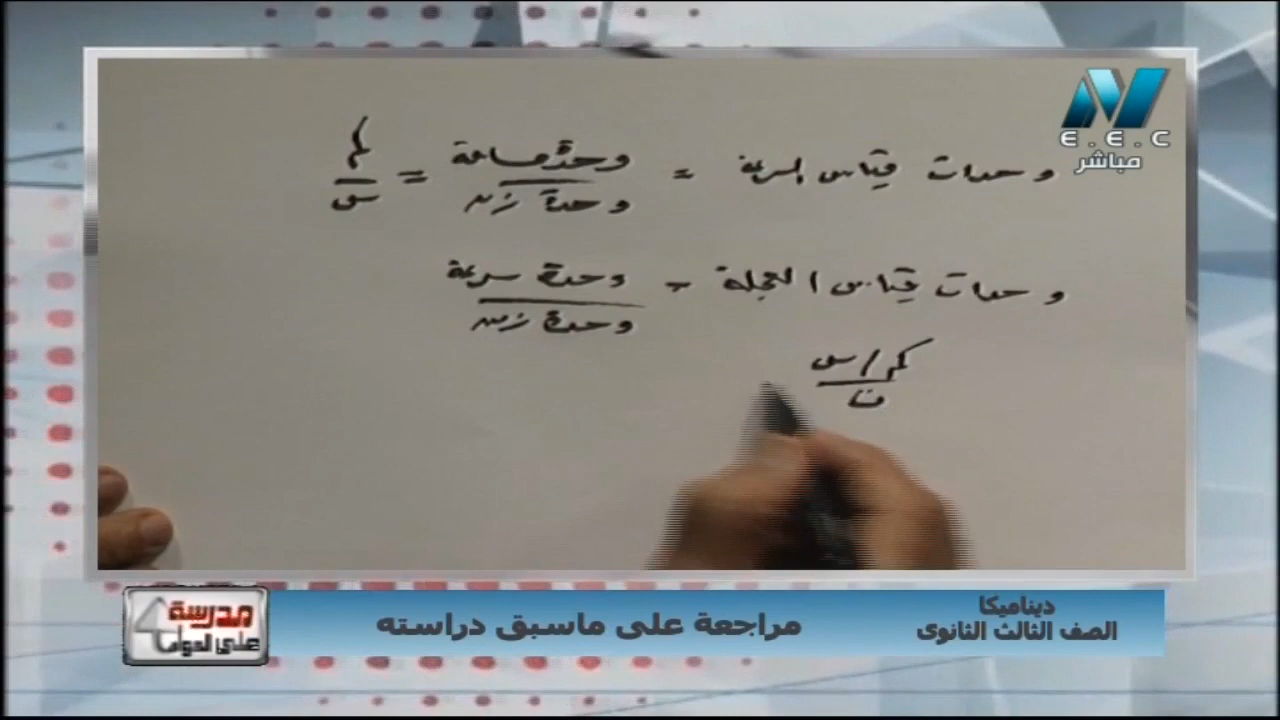 E.E.C
مباشر
وحدات قياس السرعة = وحدة مسافة / وحدة زمن = كم / س
وحدات قياس العجلة = وحدة سرعة / وحدة زمن
كم / س / ث
ديناميكا
الصف الثالث الثانوى
مراجعة على ماسبق دراسته
مدرسة
على الهواء
4